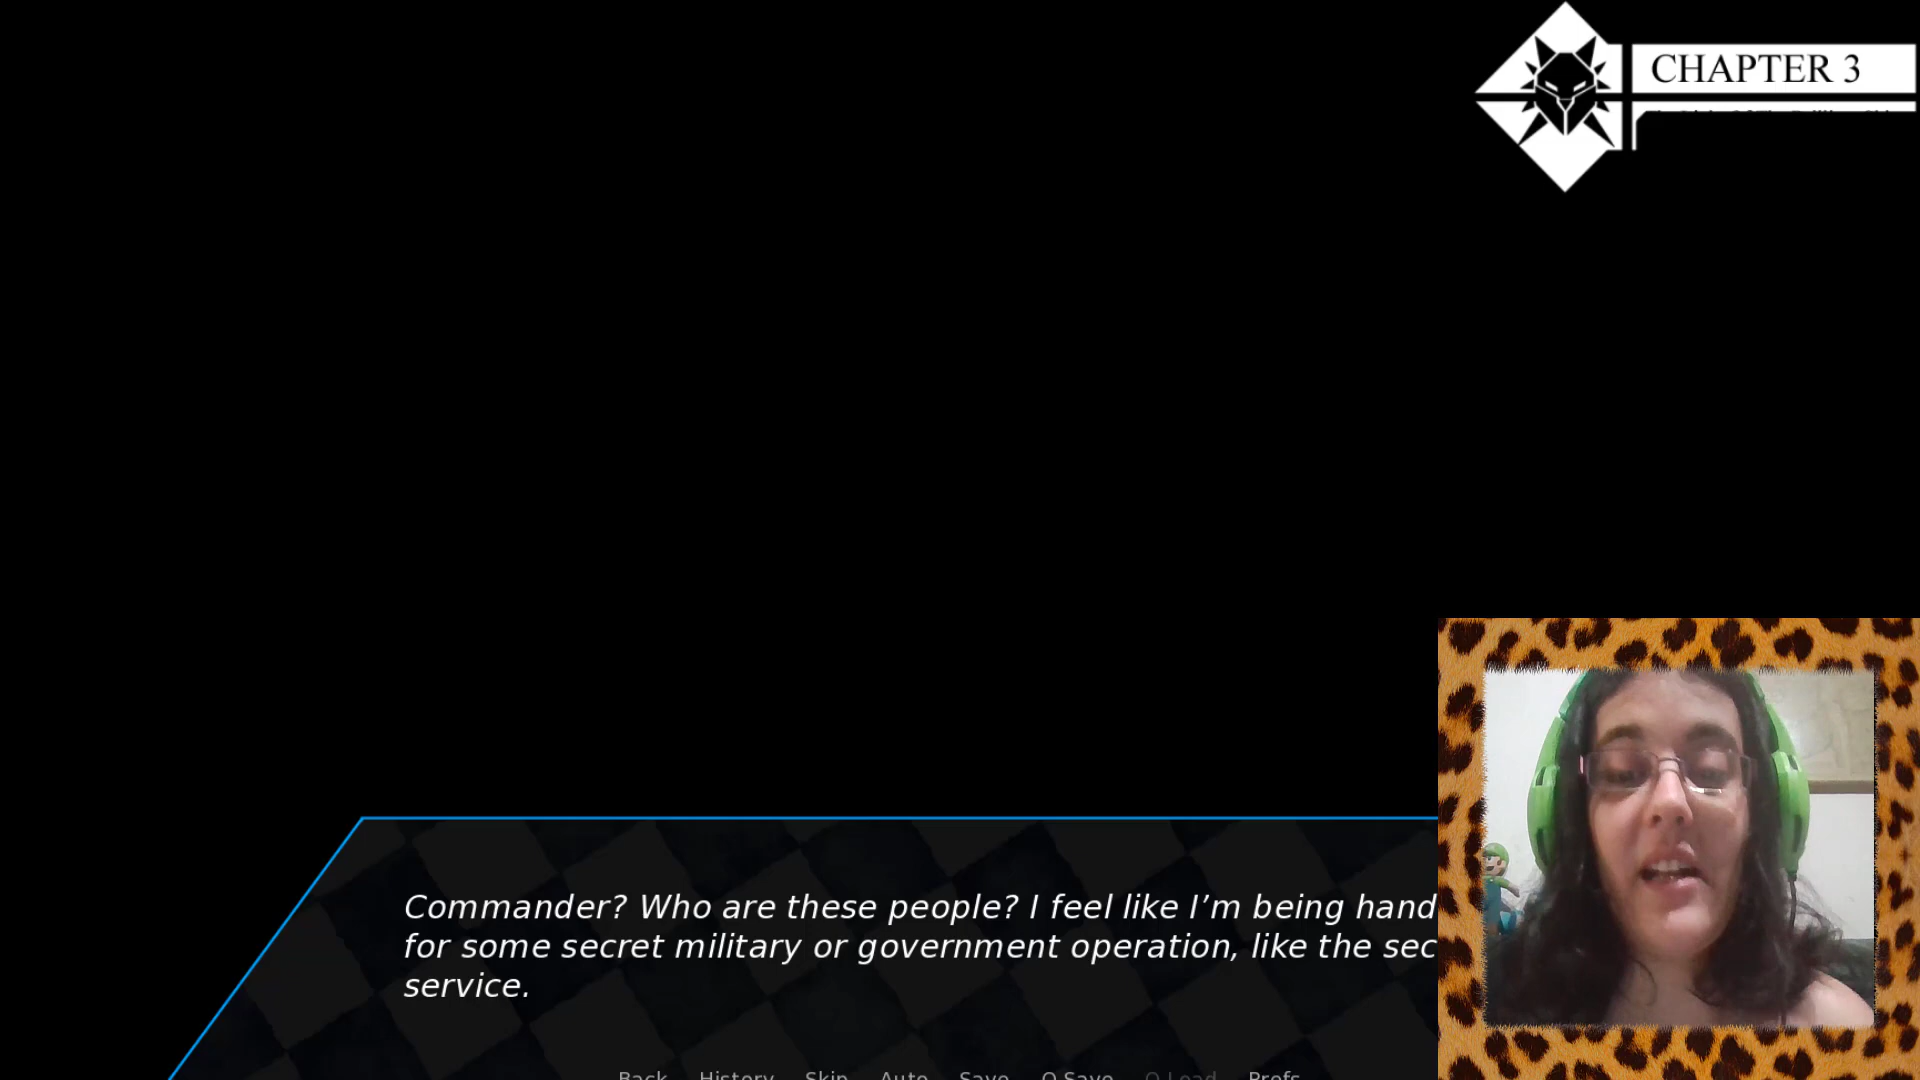 CHAPTER 3
Commander? Who are these people? I feel like I’m being hand
for some secret military or government operation, like the sec
service.
Back History Skip Auto Save Q.Save Q.Load Prefs